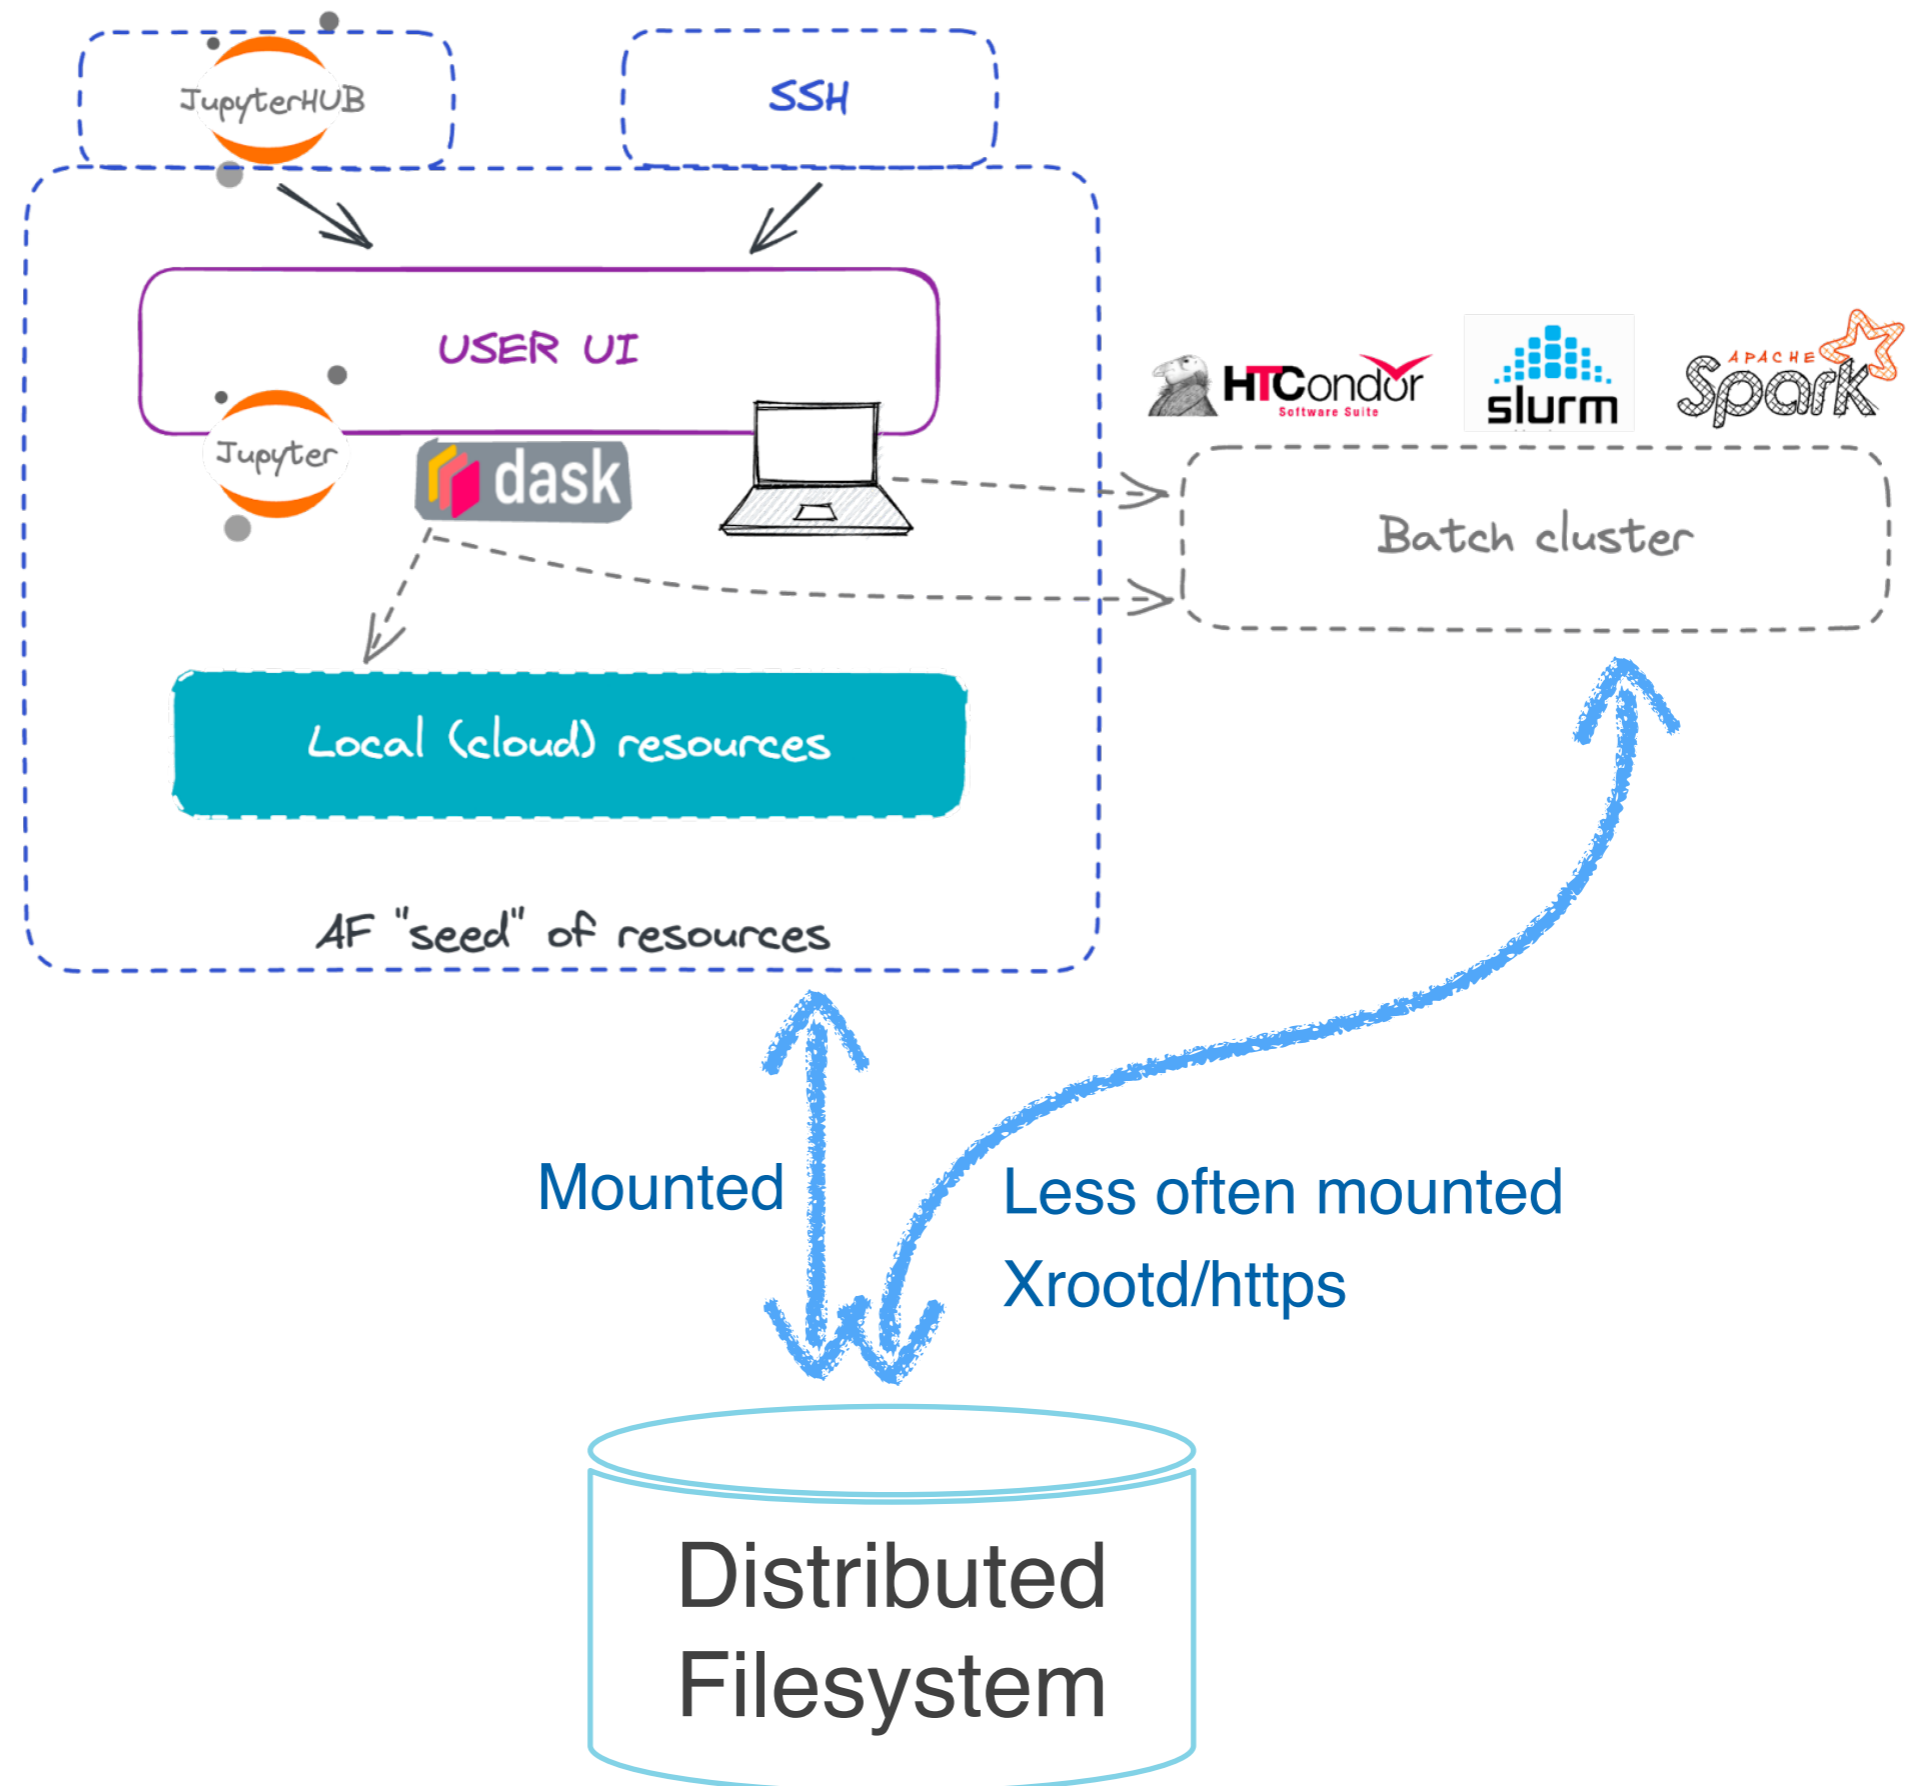 JupyterHUB
SSH
USER UI
Jupyter
dask
HTCondor
Software Suite
slurm
APACHE
Spark
Batch cluster
Local (cloud) resources
AF "seed" of resources
Mounted
Less often mounted
Xrootd/https
Distributed
Filesystem